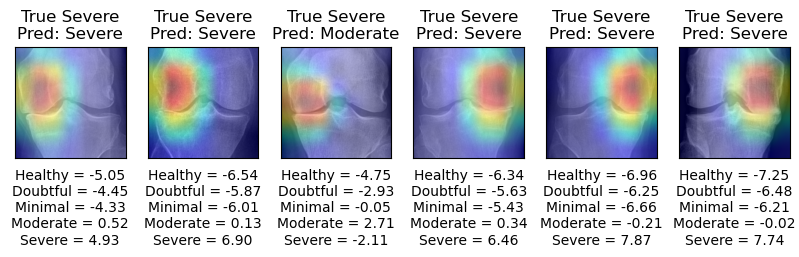 True Severe
Pred: Severe
Healthy = -5.05
Doubtful = -4.45
Minimal = -4.33
Moderate = 0.52
Severe = 4.93
True Severe
Pred: Severe
Healthy = -6.54
Doubtful = -5.87
Minimal = -6.01
Moderate = 0.13
Severe = 6.90
True Severe
Pred: Moderate
Healthy = -4.75
Doubtful = -2.93
Minimal = -0.05
Moderate = 2.71
Severe = -2.11
True Severe
Pred: Severe
Healthy = -6.34
Doubtful = -5.63
Minimal = -5.43
Moderate = 0.34
Severe = 6.46
True Severe
Pred: Severe
Healthy = -6.96
Doubtful = -6.25
Minimal = -6.66
Moderate = -0.21
Severe = 7.87
True Severe
Pred: Severe
Healthy = -7.25
Doubtful = -6.48
Minimal = -6.21
Moderate = -0.02
Severe = 7.74